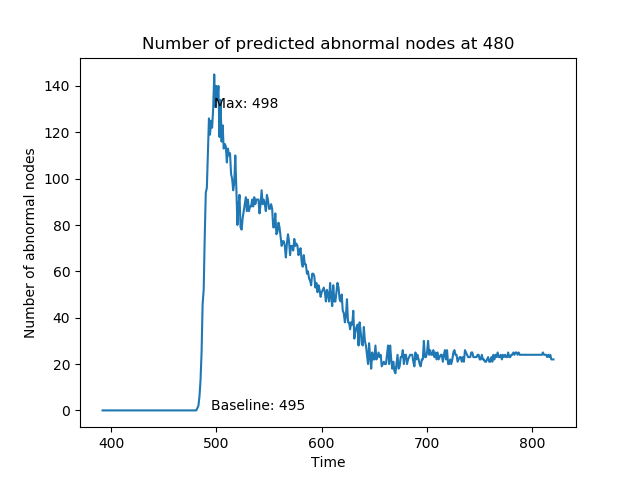 Number of predicted abnormal nodes at 480
Number of abnormal nodes
140
120
100
80
60
40
20
0
Max: 498
Baseline: 495
400 500 600 700 800
Time